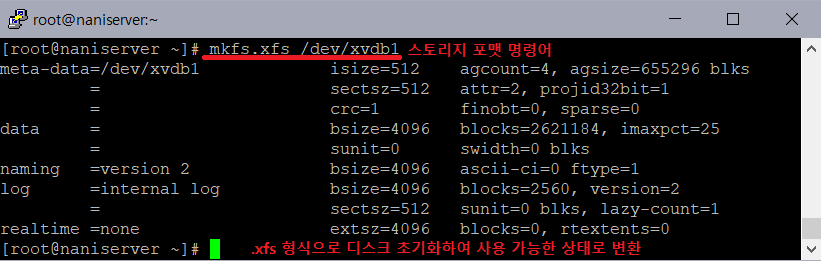 root@naniserver:~
[root@naniserver ~]# mkfs.xfs /dev/xvdb1 스토리지 포맷 명령어
meta-data=/dev/xvdb1 isize=512 agcount=4, agsize=655296 blks
= sectsz=512 attr=2, projid32bit=1
= crc=1 finobt=0, sparse=0
data = bsize=4096 blocks=2621184, imaxpct=25
= sunit=0 swidth=0 blks
naming =version 2 bsize=4096 ascii-ci=0 ftype=1
log =internal log bsize=4096 blocks=2560, version=2
= sectsz=512 sunit=0 blks, lazy-count=1
realtime =none extsz=4096 blocks=0, rtextents=0
[root@naniserver ~]# .xfs 형식으로 디스크 초기화하여 사용 가능한 상태로 변환